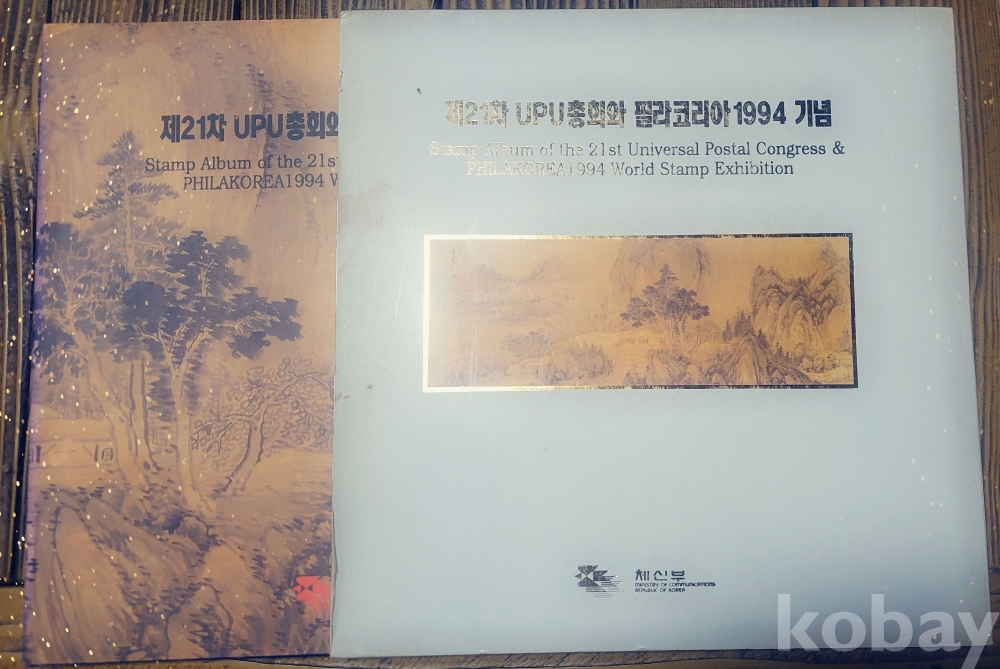 제21차 UPU총회와
Stamp Album of the 21st
PHILAKOREA1994 W
제21차 UPU총회와 필라코리아1994 기념
Stamp Album of the 21st Universal Postal Congress &
PHILAKOREA1994 World Stamp Exhibition
체신부
MINISTRY OF COMMUNICATIONS
REPUBLIC OF KOREA
kobay